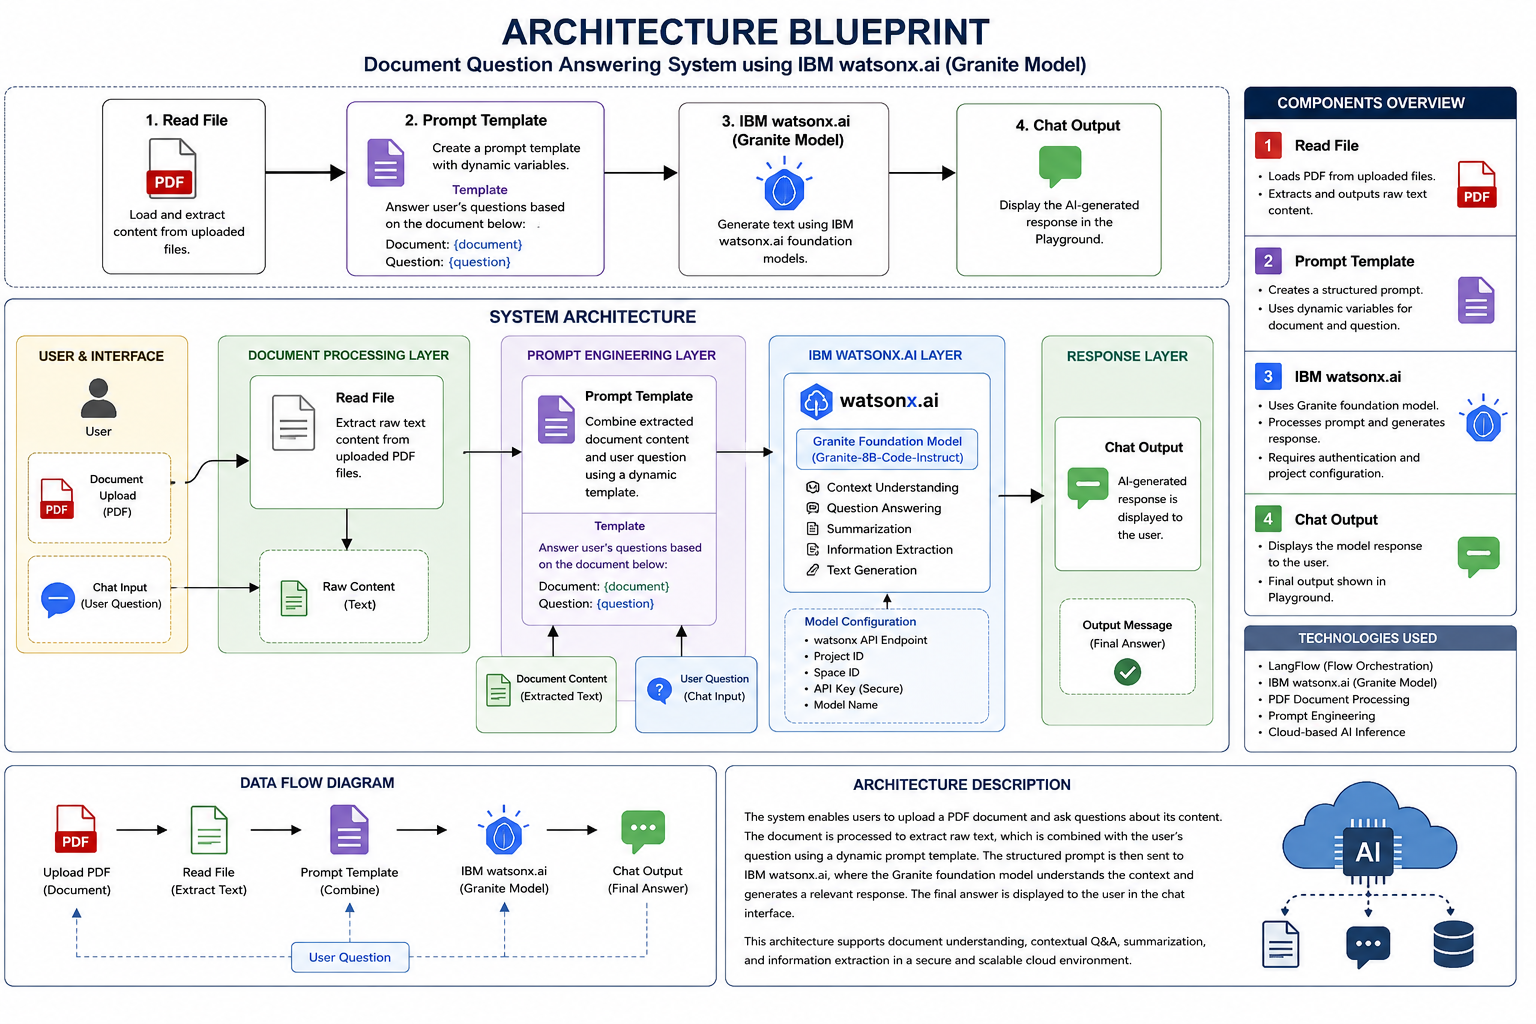 ARCHITECTURE BLUEPRINT
Document Question Answering System using IBM watsonx.ai (Granite Model)
1. Read File
PDF
Load and extract
content from uploaded
files.
2. Prompt Template
Create a prompt template
with dynamic variables.
Template
Answer user's questions based
on the document below:
Document: {document}
Question: {question}
3. IBM watsonx.ai
(Granite Model)
Generate text using IBM
watsonx.ai foundation
models.
4. Chat Output
Display the AI-generated
response in the
Playground.
COMPONENTS OVERVIEW
1 Read File
• Loads PDF from uploaded files.
• Extracts and outputs raw text
content.
PDF
2 Prompt Template
• Creates a structured prompt.
• Uses dynamic variables for
document and question.
3 IBM watsonx.ai
• Uses Granite foundation model.
• Processes prompt and generates
response.
• Requires authentication and
project configuration.
4 Chat Output
• Displays the model response
to the user.
• Final output shown in
Playground.
TECHNOLOGIES USED
• LangFlow (Flow Orchestration)
• IBM watsonx.ai (Granite Model)
• PDF Document Processing
• Prompt Engineering
• Cloud-based AI Inference
SYSTEM ARCHITECTURE
USER & INTERFACE
User
Document
Upload
(PDF)
PDF
Chat Input
(User Question)
DOCUMENT PROCESSING LAYER
Read File
Extract raw text
content from
uploaded PDF
files.
Raw Content
(Text)
PROMPT ENGINEERING LAYER
Prompt Template
Combine extracted
document content
and user question
using a dynamic
template.
Template
Answer user's questions based
on the document below:
Document: {document}
Question: {question}
Document Content
(Extracted Text)
?
User Question
(Chat Input)
IBM WATSONX.AI LAYER
watsonx.ai
Granite Foundation Model
(Granite-8B-Code-Instruct)
Context Understanding
Question Answering
Summarization
Information Extraction
Text Generation
Model Configuration
• watsonx API Endpoint
• Project ID
• Space ID
• API Key (Secure)
• Model Name
RESPONSE LAYER
Chat Output
AI-generated
response is
displayed to
the user.
Output Message
(Final Answer)
DATA FLOW DIAGRAM
PDF
Upload PDF
(Document)
Read File
(Extract Text)
Prompt Template
(Combine)
IBM watsonx.ai
(Granite Model)
Chat Output
(Final Answer)
User Question
ARCHITECTURE DESCRIPTION
The system enables users to upload a PDF document and ask questions about its content.
The document is processed to extract raw text, which is combined with the user's
question using a dynamic prompt template. The structured prompt is then sent to
IBM watsonx.ai, where the Granite foundation model understands the context and
generates a relevant response. The final answer is displayed to the user in the chat
interface.
This architecture supports document understanding, contextual Q&A, summarization,
and information extraction in a secure and scalable cloud environment.
AI